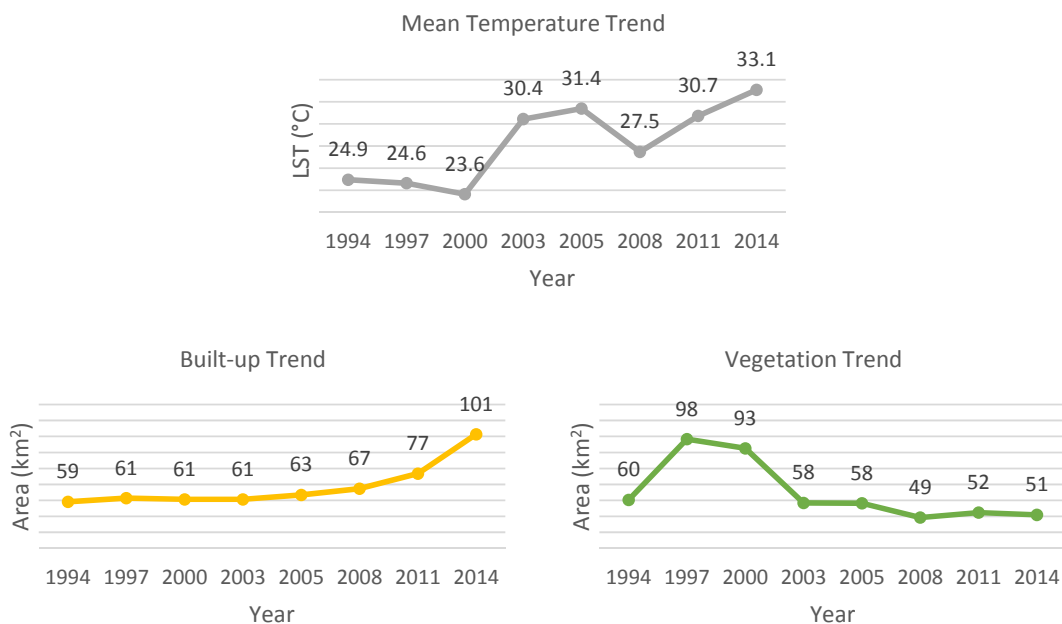 Mean Temperature Trend
33.1
31.4
30.4
30.7
27.5
24.9
24.6
23.6
LST (°C)
1994 1997 2000 2003 2005 2008 2011 2014
Year
Built-up Trend
101
77
67
63
61
61
61
59
Area (km²)
1994 1997 2000 2003 2005 2008 2011 2014
Year
Vegetation Trend
98
93
60
58
58
49
52
51
Area (km²)
1994 1997 2000 2003 2005 2008 2011 2014
Year